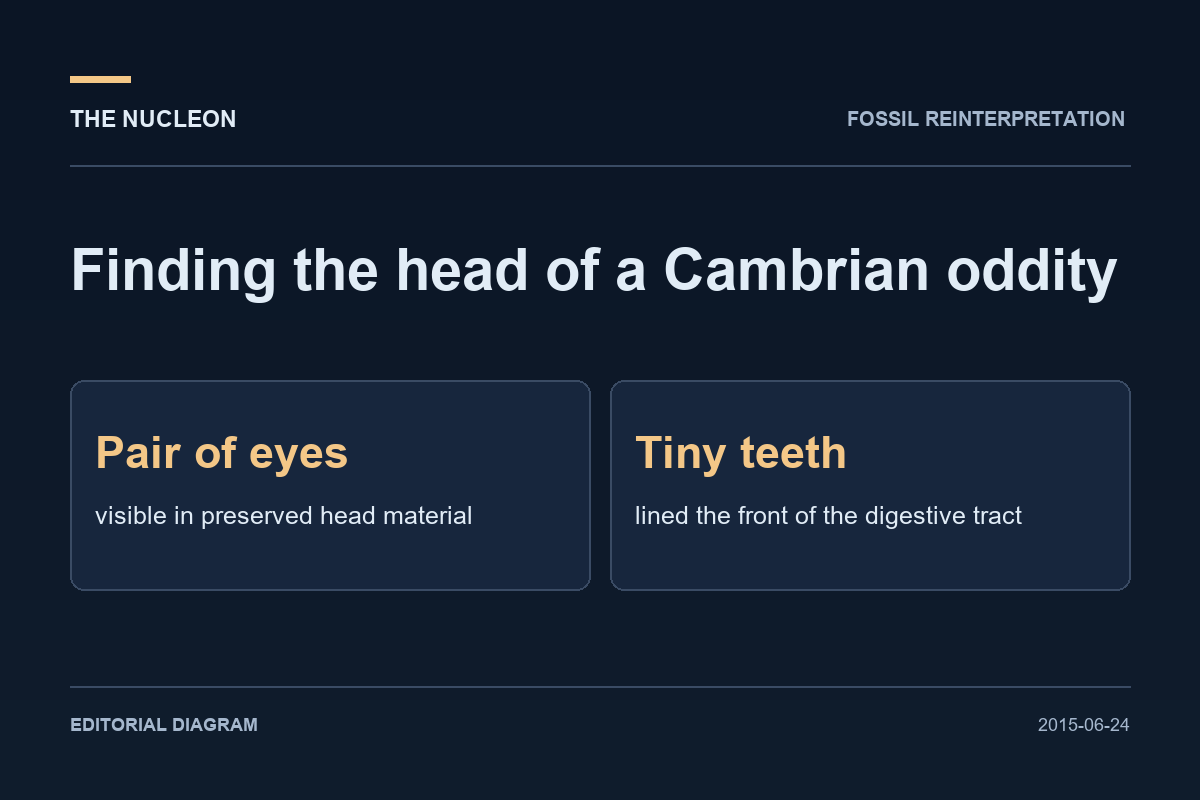 THE NUCLEON
FOSSIL REINTERPRETATION
Finding the head of a Cambrian oddity
Pair of eyes
visible in preserved head material
Tiny teeth
lined the front of the digestive tract
EDITORIAL DIAGRAM
2015-06-24